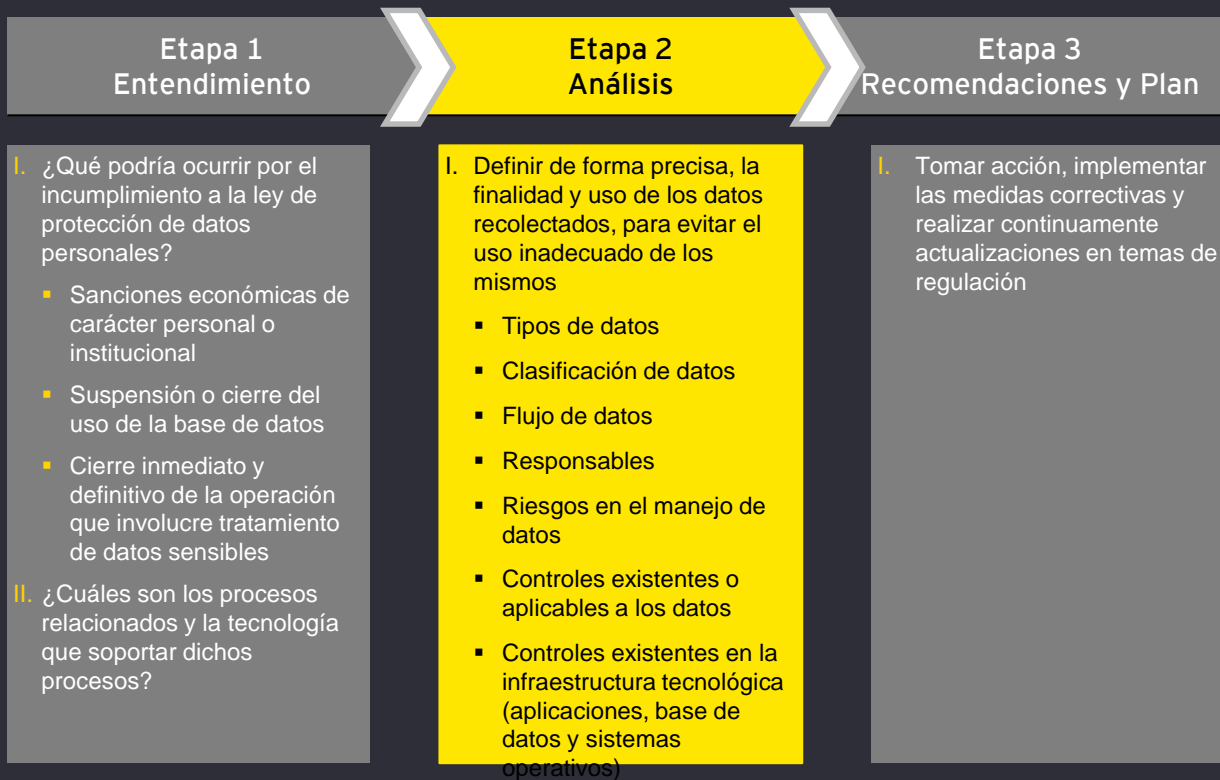 Etapa 1
Entendimiento
Etapa 2
Análisis
Etapa 3
Recomendaciones y Plan
I. ¿Qué podría ocurrir por el
incumplimiento a la ley de
protección de datos
personales?
▪ Sanciones económicas de
carácter personal o
institucional
▪ Suspensión o cierre del
uso de la base de datos
▪ Cierre inmediato y
definitivo de la operación
que involucre tratamiento
de datos sensibles
II. ¿Cuáles son los procesos
relacionados y la tecnología
que soportar dichos
procesos?
I. Definir de forma precisa, la
finalidad y uso de los datos
recolectados, para evitar el
uso inadecuado de los
mismos
▪ Tipos de datos
▪ Clasificación de datos
▪ Flujo de datos
▪ Responsables
▪ Riesgos en el manejo de
datos
▪ Controles existentes o
aplicables a los datos
▪ Controles existentes en la
infraestructura tecnológica
(aplicaciones, base de
datos y sistemas
operativos)
I. Tomar acción, implementar
las medidas correctivas y
realizar continuamente
actualizaciones en temas de
regulación